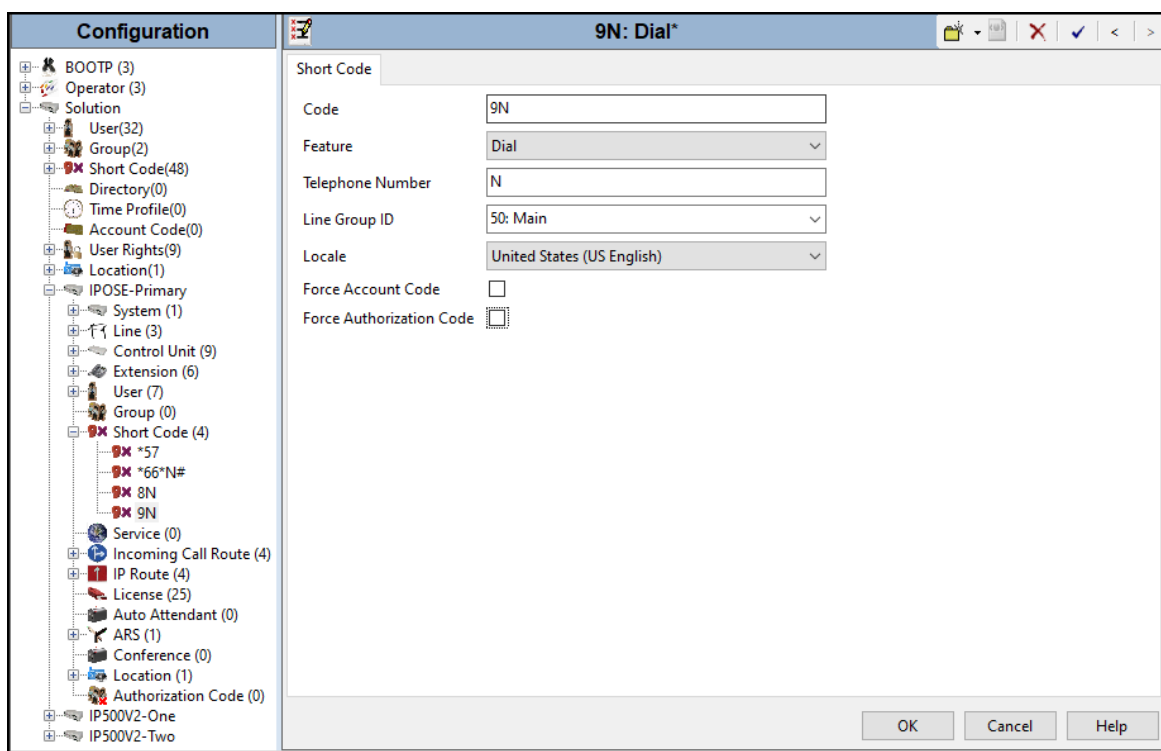 Configuration
BOOTP (3)
Operator (3)
Solution
User(32)
Group(2)
Short Code(48)
Directory(0)
Time Profile(0)
Account Code(0)
User Rights(9)
Location(1)
IPOSE-Primary
System (1)
Line (3)
Control Unit (9)
Extension (6)
User (7)
Group (0)
Short Code (4)
*57
*66*N#
8N
9N
Service (0)
Incoming Call Route (4)
IP Route (4)
License (25)
Auto Attendant (0)
ARS (1)
Conference (0)
Location (1)
Authorization Code (0)
IP500V2-One
IP500V2-Two
9N: Dial*
Short Code
Code 9N
Feature Dial
Telephone Number N
Line Group ID 50: Main
Locale United States (US English)
Force Account Code
Force Authorization Code
OK Cancel Help